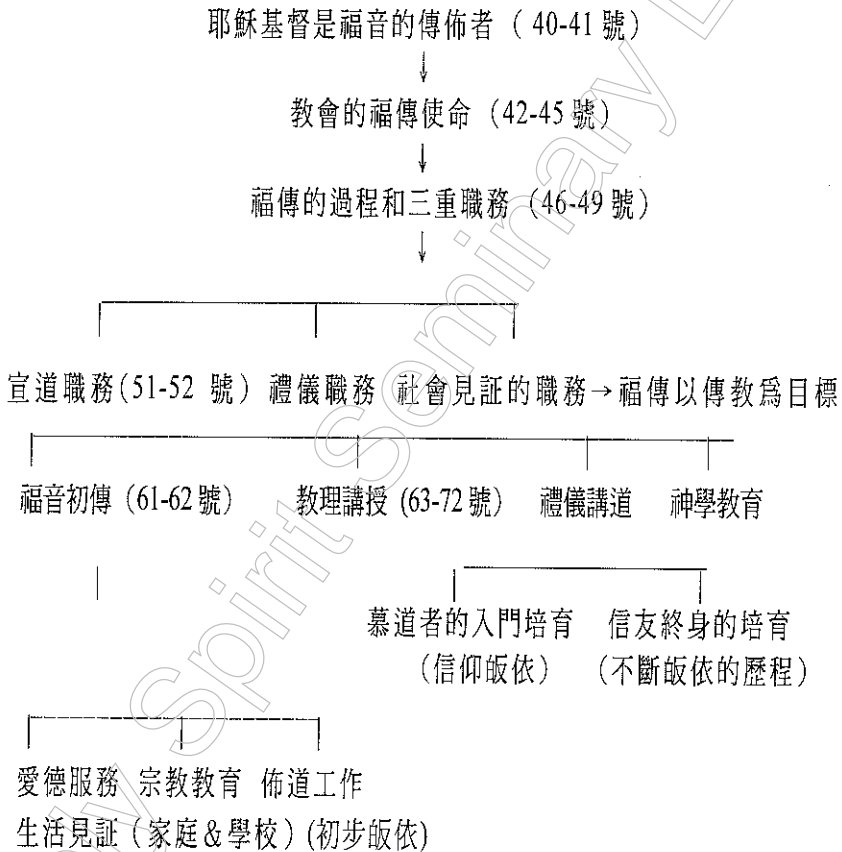 耶穌基督是福音的傳佈者 ( 40-41 號)
教會的福傳使命 (42-45 號)
福傳的過程和三重職務 (46-49 號)
宣道職務(51-52 號) 禮儀職務 社會見証的職務→福傳以傳教爲目標
福音初傳 (61-62 號) 教理講授 (63-72 號) 禮儀講道 神學教育
慕道者的入門培育 信友終身的培育
(信仰皈依) (不斷皈依的歷程)
愛德服務 宗教教育 佈道工作
生活見証 (家庭&學校) (初步皈依)
Holy Spirit Seminary L